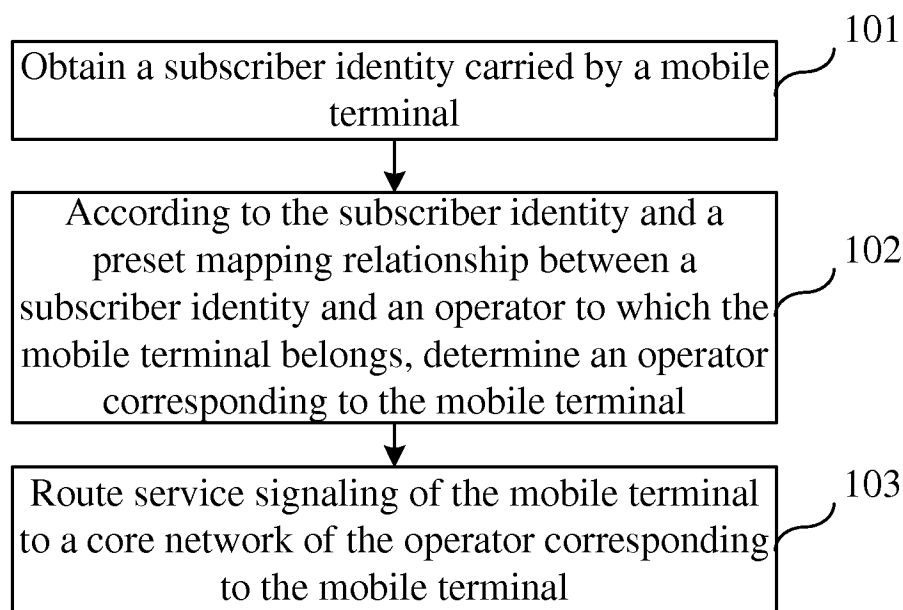 101
Obtain a subscriber identity carried by a mobile
terminal
According to the subscriber identity and a
preset mapping relationship between a
subscriber identity and an operator to which the
mobile terminal belongs, determine an operator
corresponding to the mobile terminal
102
Route service signaling of the mobile terminal
to a core network of the operator corresponding
to the mobile terminal
103